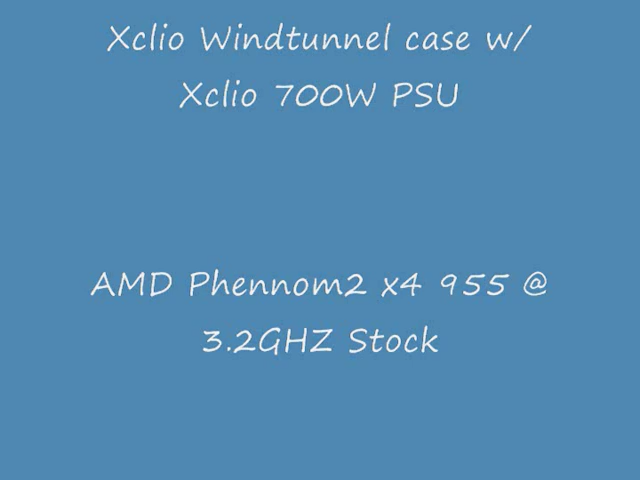 Xclio Windtunnel case w/
Xclio 700W PSU
AMD Phennom2 x4 955 @
3.2GHZ Stock